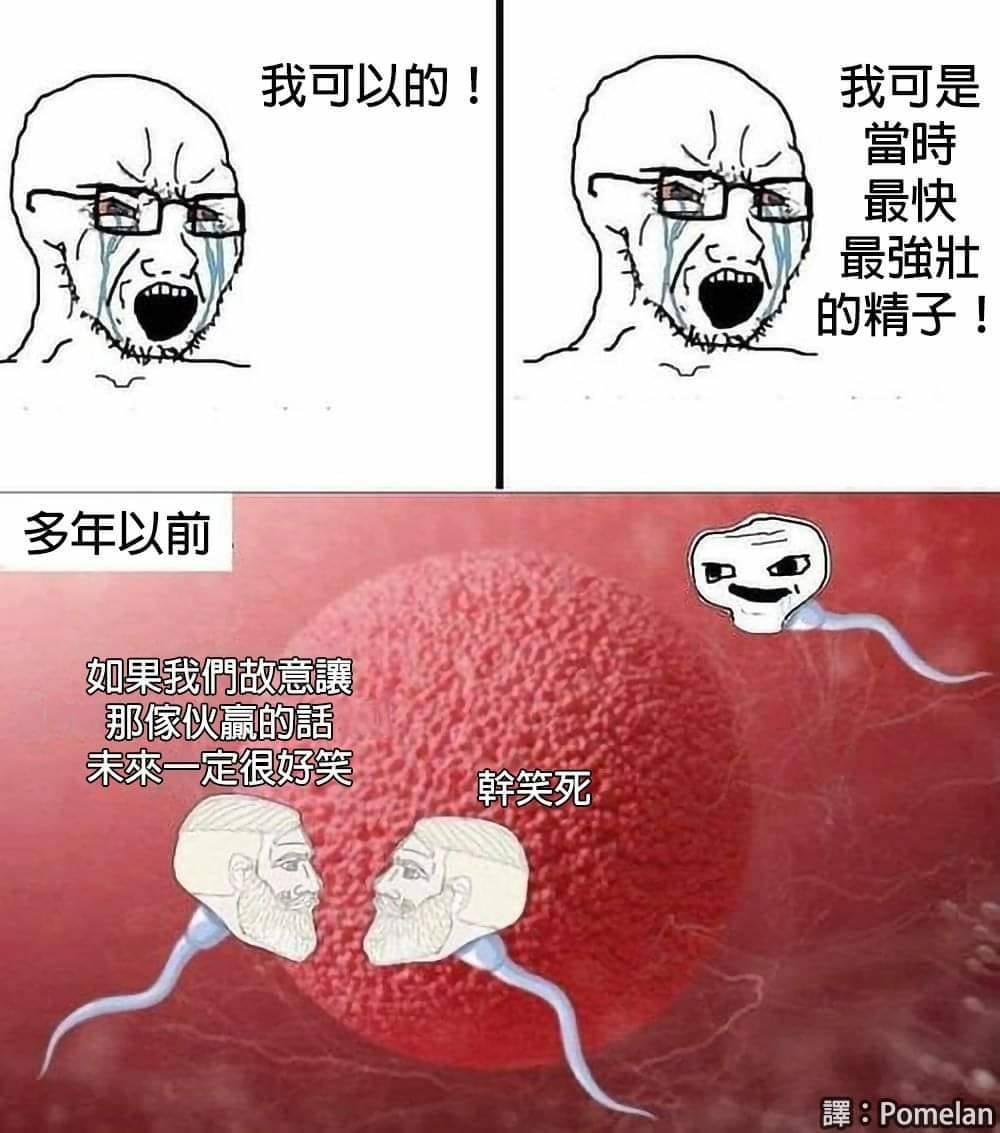 我可以的！
我可是
當時
最快
最強壯
的精子！
多年以前
如果我們故意讓
那傢伙贏的話
未來一定很好笑
幹笑死
譯：Pomelan